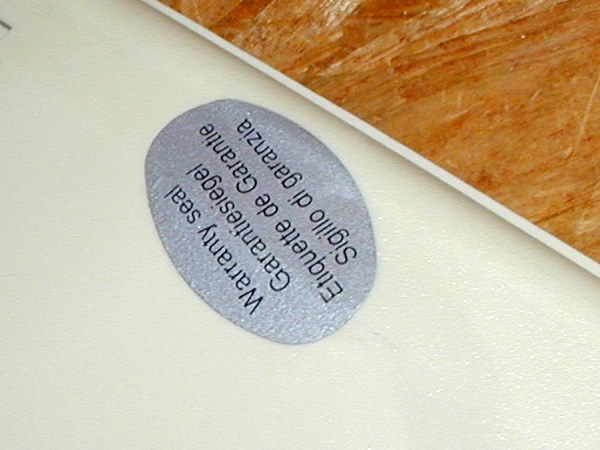 Warranty seal
Garantiesiegel
Etiquette de Garantie
Sigillo di garanzia